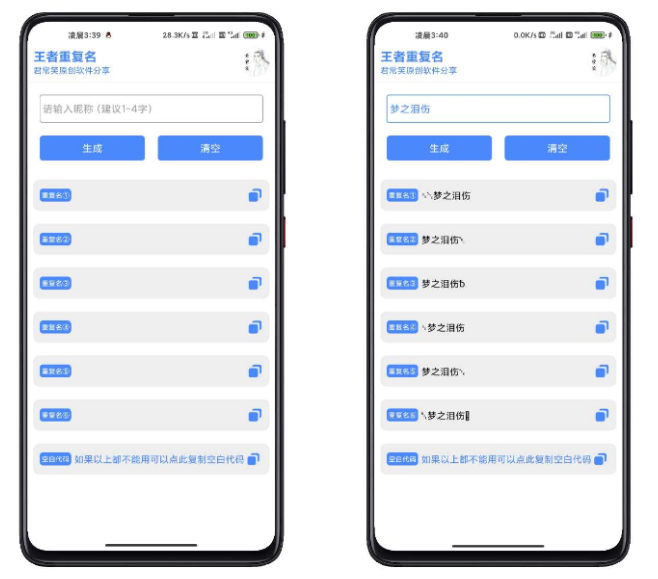 凌晨3:39
28.3K/s
王者重复名
君常笑原创软件分享
请输入昵称（建议1~4字）
生成
清空
重复名①
重复名②
重复名③
重复名④
重复名⑤
重复名⑥
空白代码 如果以上都不能用可以点此复制空白代码
凌晨3:40
0.0K/s
王者重复名
君常笑原创软件分享
梦之泪伤
生成
清空
重复名① 梦之泪伤
重复名② 梦之泪伤
重复名③ 梦之泪伤b
重复名④ 梦之泪伤
重复名⑤ 梦之泪伤
重复名⑥ 梦之泪伤
空白代码 如果以上都不能用可以点此复制空白代码